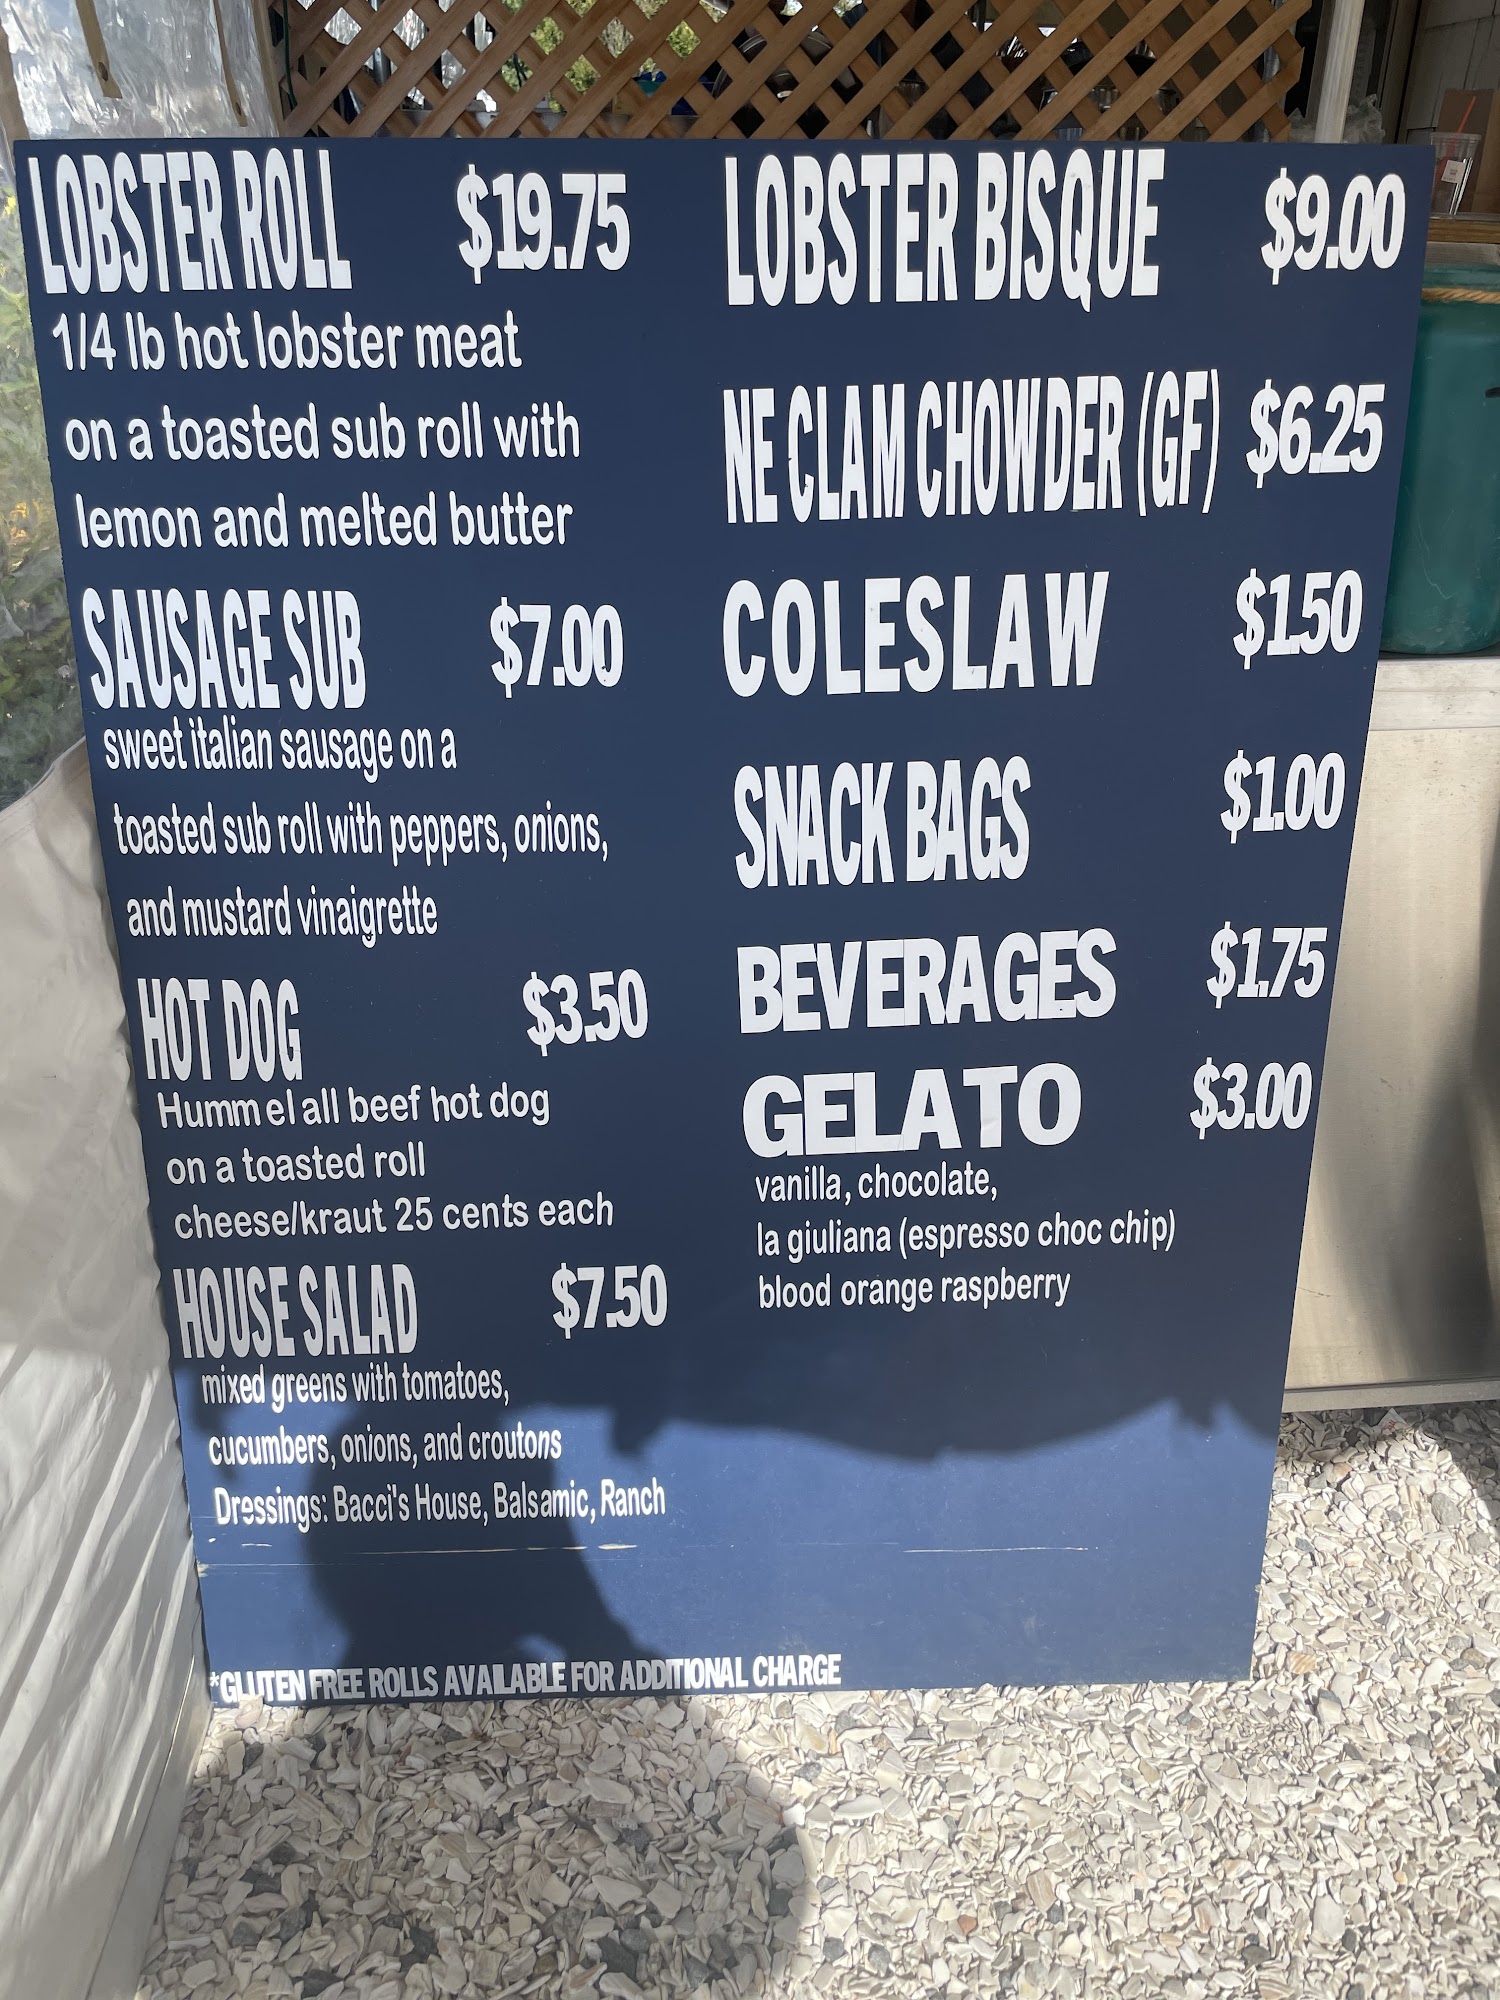 LOBSTER ROLL $19.75
1/4 lb hot lobster meat
on a toasted sub roll with
lemon and melted butter
SAUSAGE SUB $7.00
sweet italian sausage on a
toasted sub roll with peppers, onions,
and mustard vinaigrette
HOT DOG $3.50
Hummel all beef hot dog
on a toasted roll
cheese/kraut 25 cents each
HOUSE SALAD $7.50
mixed greens with tomatoes,
cucumbers, onions, and croutons
Dressings: Bacci's House, Balsamic, Ranch
LOBSTER BISQUE $9.00
NE CLAM CHOWDER (GF) $6.25
COLESLAW $1.50
SNACK BAGS $1.00
BEVERAGES $1.75
GELATO $3.00
vanilla, chocolate,
la giuliana (espresso choc chip)
blood orange raspberry
*GLUTEN FREE ROLLS AVAILABLE FOR ADDITIONAL CHARGE